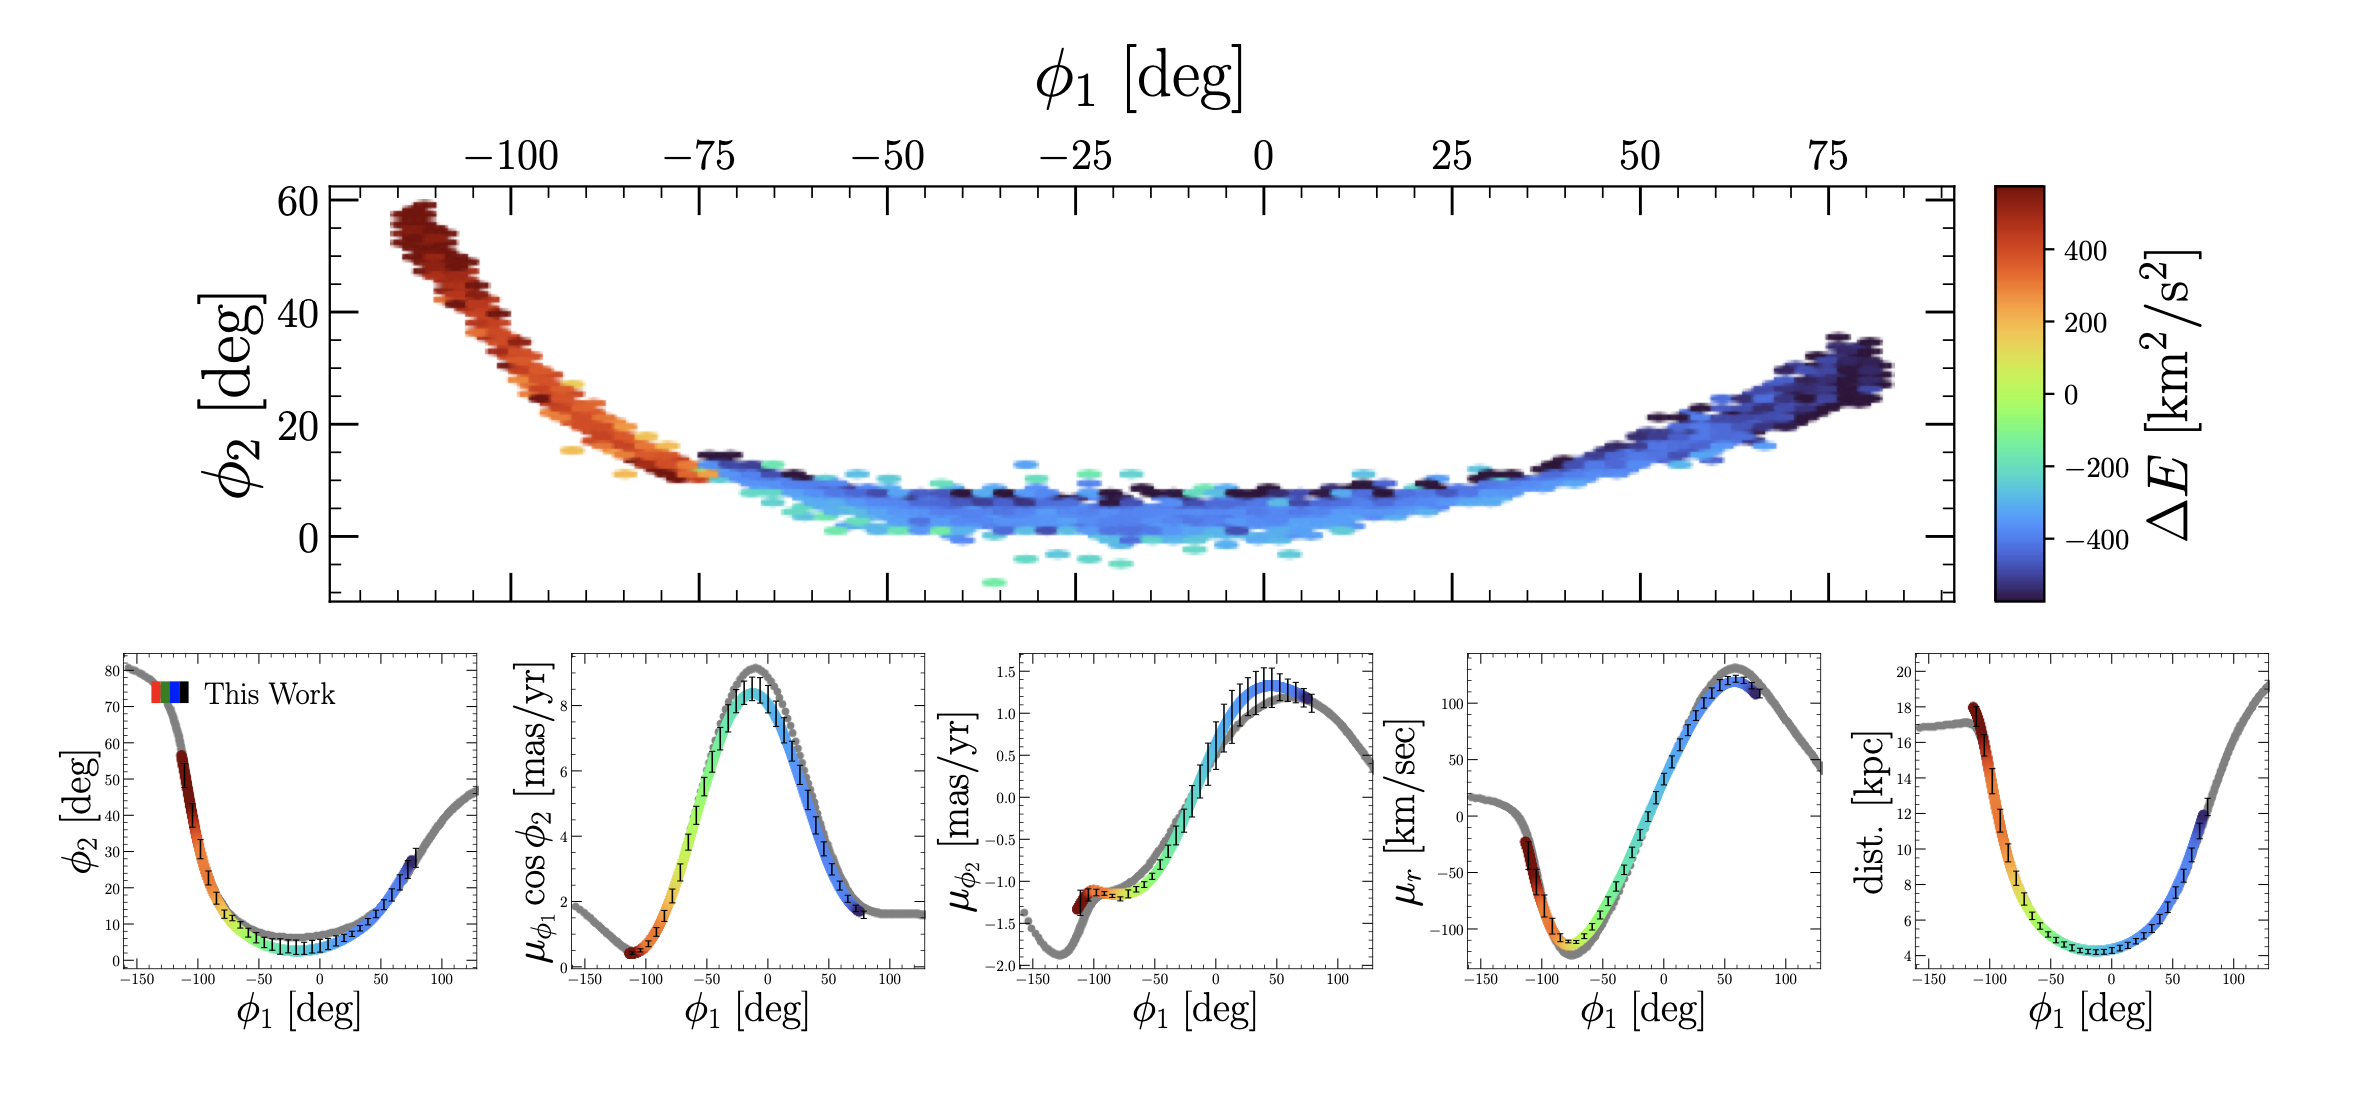 ϕ₁ [deg]
−100 −75 −50 −25 0 25 50 75
60
40
20
0
ϕ₂ [deg]
400
200
0
−200
−400
ΔE [km²/s²]
This Work
80
70
60
50
40
30
20
10
0
ϕ₂ [deg]
−150 −100 −50 0 50 100
ϕ₁ [deg]
8
6
4
2
0
μϕ₁ cos ϕ₂ [mas/yr]
−150 −100 −50 0 50 100
ϕ₁ [deg]
1.5
1.0
0.5
0.0
−0.5
−1.0
−1.5
−2.0
μϕ₂ [mas/yr]
−150 −100 −50 0 50 100
ϕ₁ [deg]
100
50
0
−50
−100
μᵣ [km/sec]
−150 −100 −50 0 50 100
ϕ₁ [deg]
20
18
16
14
12
10
8
6
4
dist. [kpc]
−150 −100 −50 0 50 100
ϕ₁ [deg]